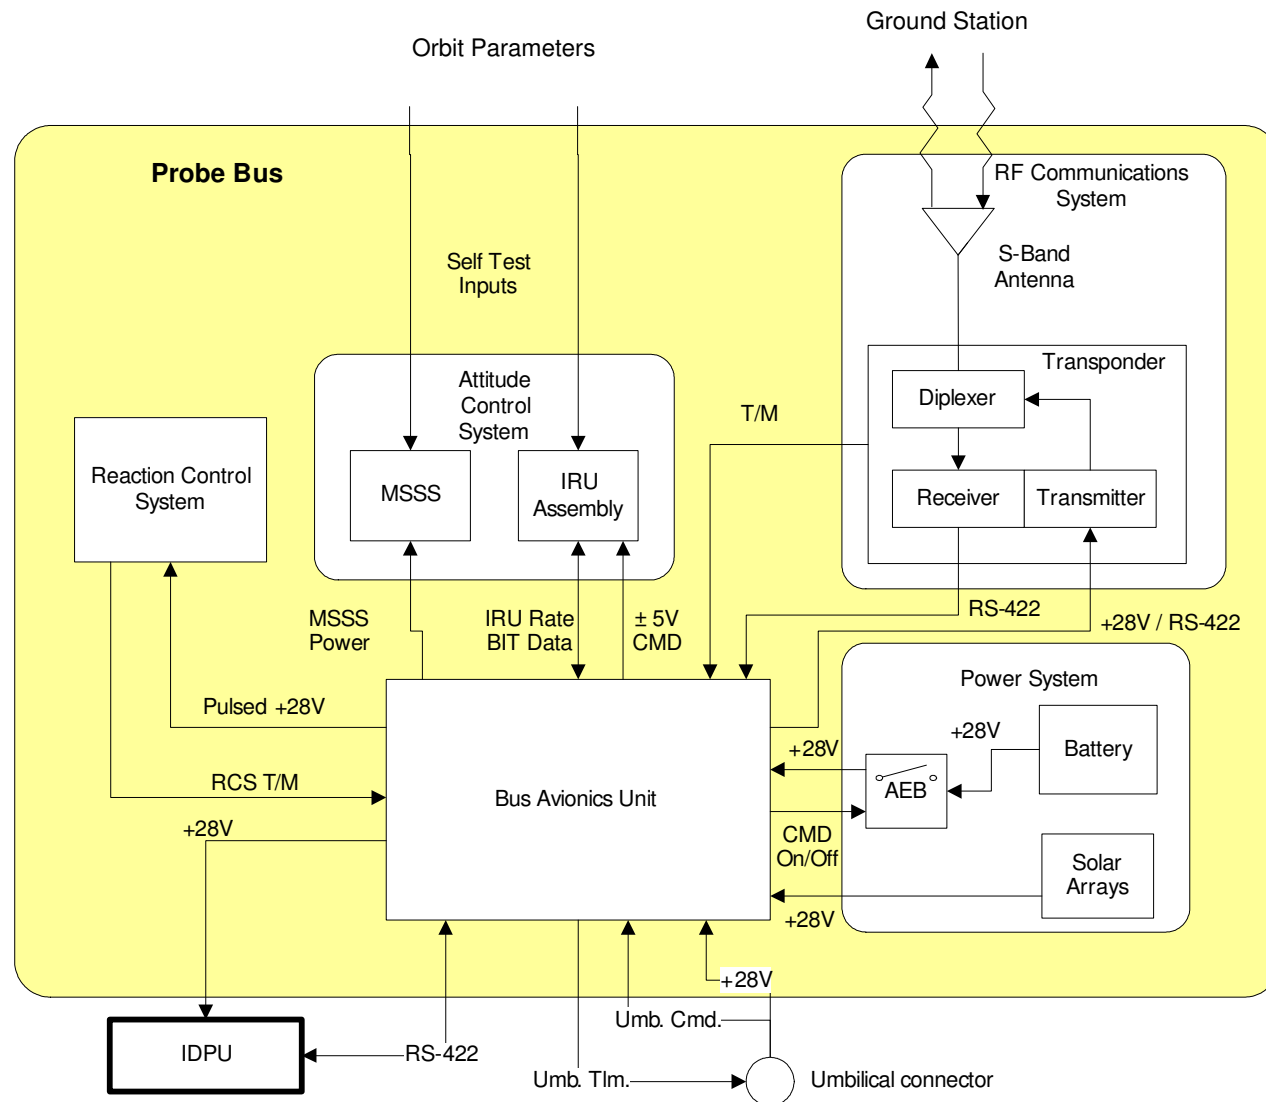 Ground Station
Orbit Parameters
Probe Bus
RF Communications
System
Self Test
Inputs
S-Band
Antenna
Attitude
Control
System
Transponder
Diplexer
T/M
Reaction Control
System
MSSS
IRU
Assembly
Receiver
Transmitter
MSSS
Power
IRU Rate
BIT Data
± 5V
CMD
RS-422
+28V / RS-422
Power System
Pulsed +28V
+28V
+28V
Battery
RCS T/M
Bus Avionics Unit
AEB
+28V
CMD
On/Off
Solar
Arrays
+28V
+28V
Umb. Cmd.
IDPU
RS-422
Umb. Tlm.
Umbilical connector